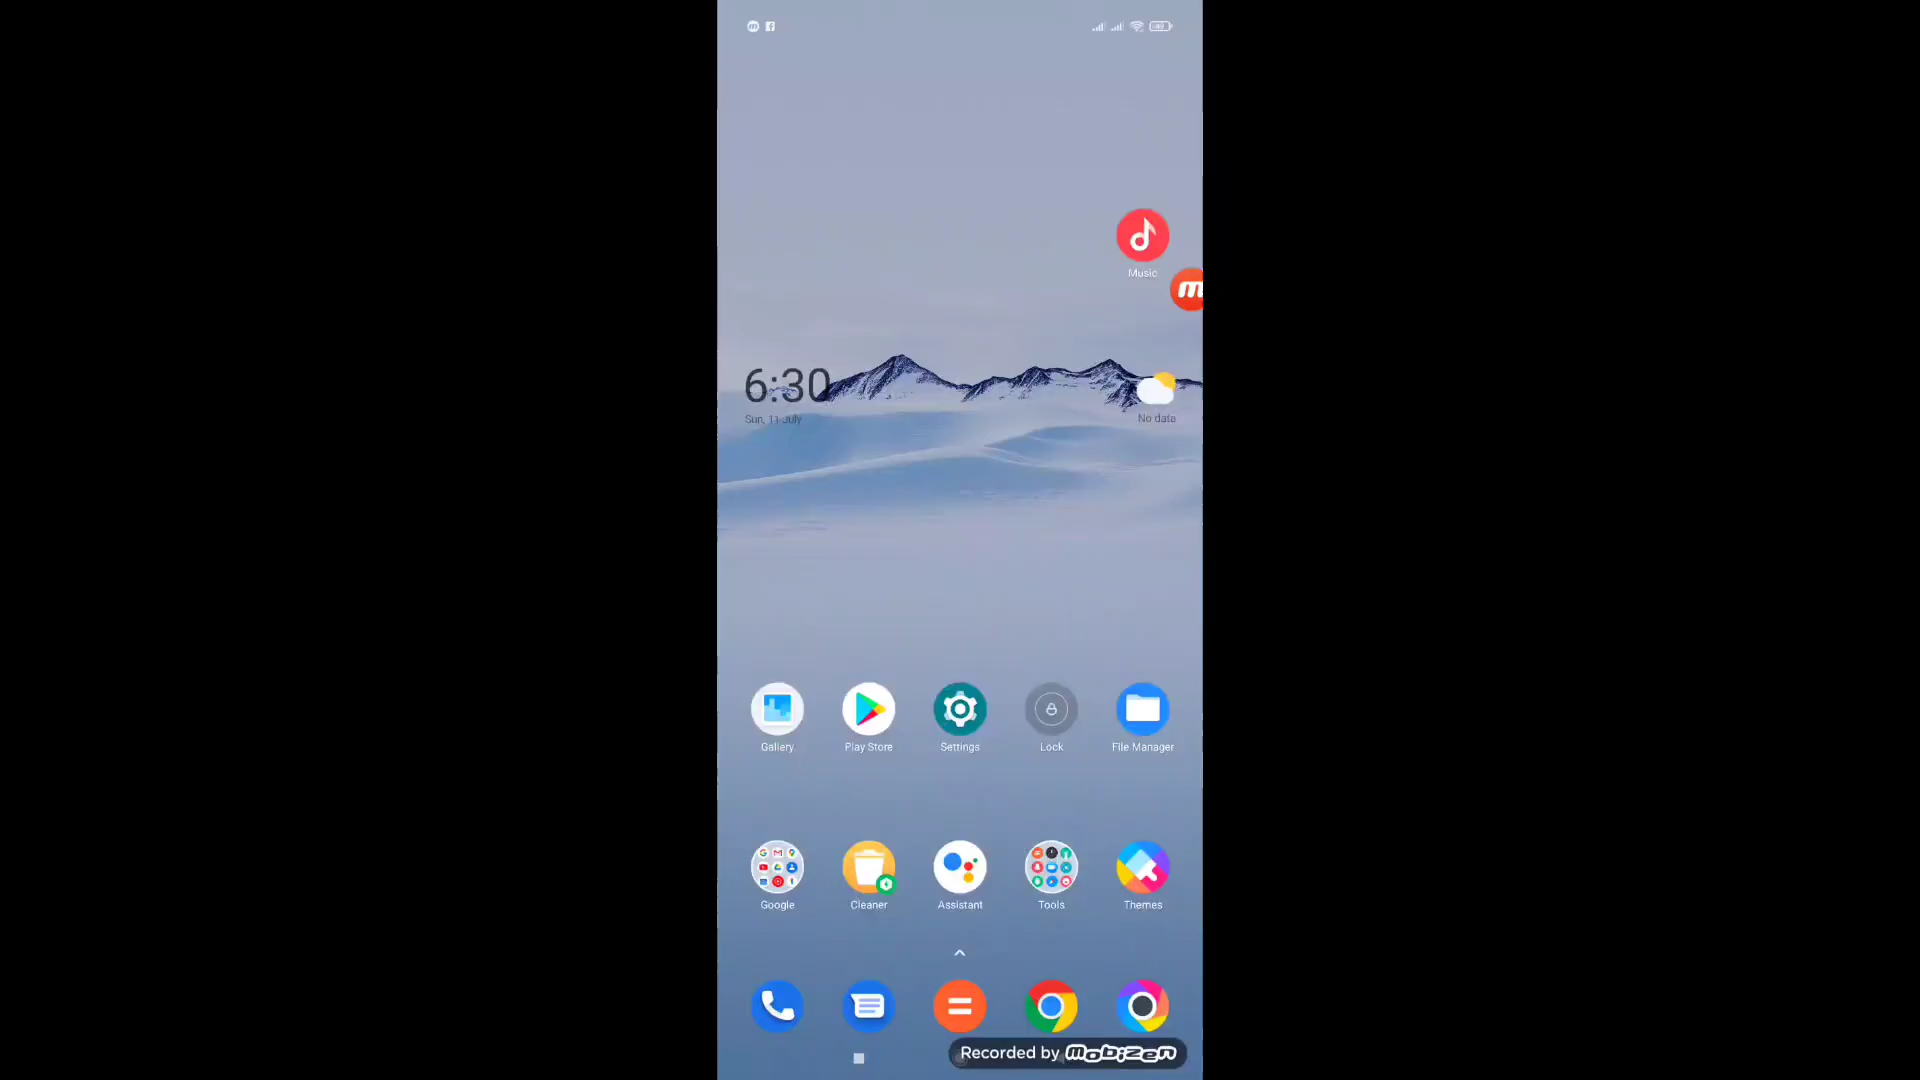 Music
m
6:30
Sun, 11 July
No data
Gallery
Play Store
Settings
Lock
File Manager
Google
Cleaner
Assistant
Tools
Themes
Recorded by mobizen